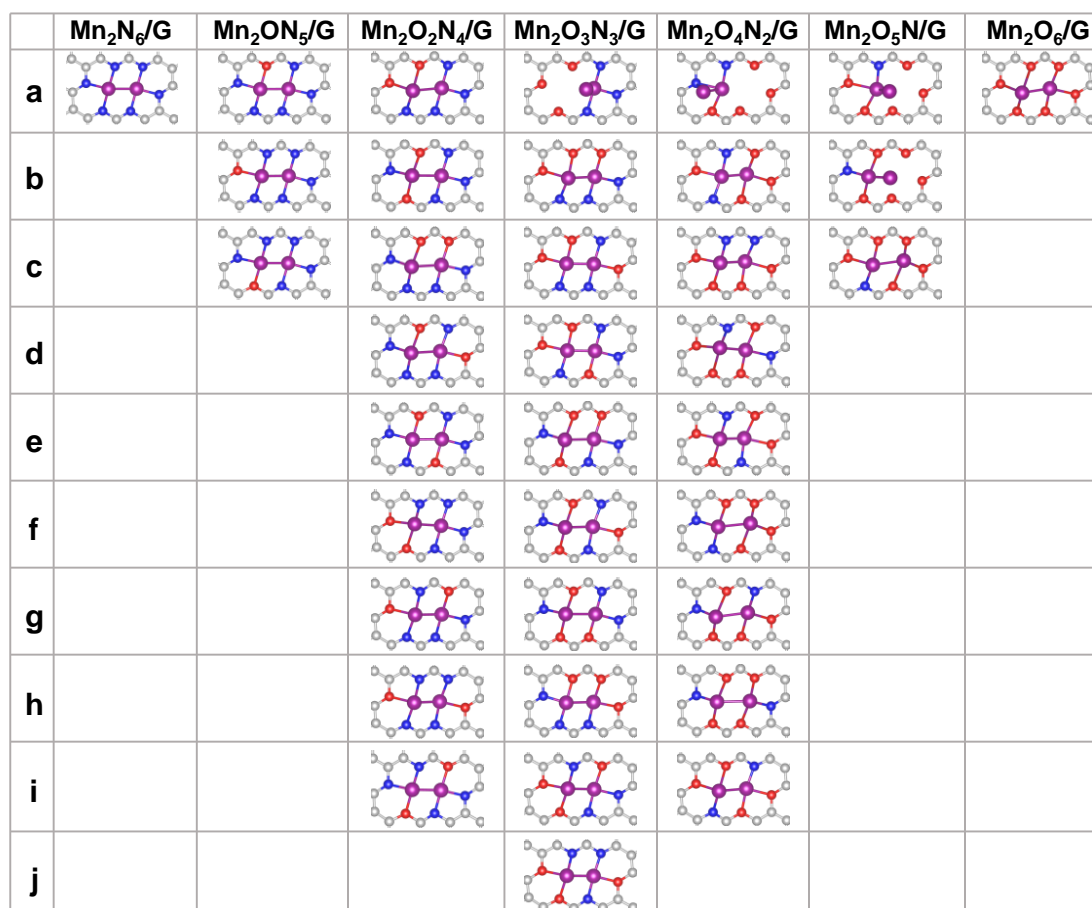 Mn₂N₆/G Mn₂ON₅/G Mn₂O₂N₄/G Mn₂O₃N₃/G Mn₂O₄N₂/G Mn₂O₅N/G Mn₂O₆/G
a
b
c
d
e
f
g
h
i
j